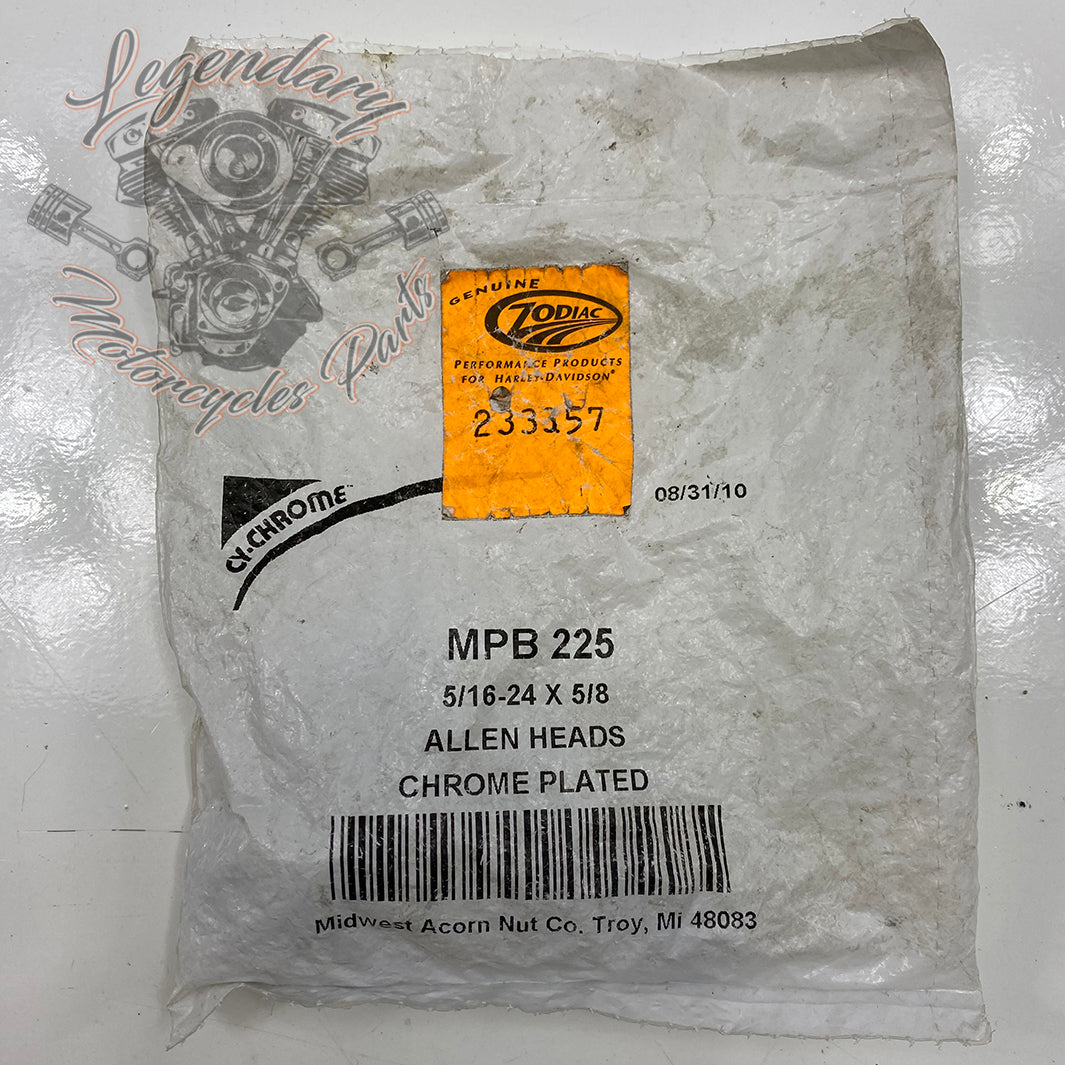 Legendary
Motorcycles Parts
GENUINE
ZODIAC
PERFORMANCE PRODUCTS
FOR HARLEY-DAVIDSON®
233157
CY.CHROME™
08/31/10
MPB 225
5/16-24 X 5/8
ALLEN HEADS
CHROME PLATED
Midwest Acorn Nut Co. Troy, Mi 48083